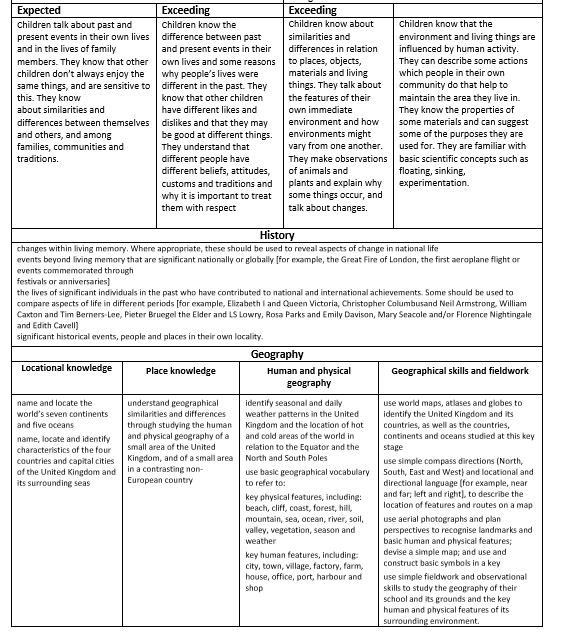 Expected
Exceeding
Exceeding
Children talk about past and
present events in their own lives
and in the lives of family
members. They know that other
children don't always enjoy the
same things, and are sensitive to
this. They know
about similarities and
differences between themselves
and others, and among
families, communities and
traditions.
Children know the
difference between past
and present events in their
own lives and some reasons
why people's lives were
different in the past. They
know that other children
have different likes and
dislikes and that they may
be good at different things.
They understand that
different people have
different beliefs, attitudes,
customs and traditions and
why it is important to treat
them with respect
Children know about
similarities and
differences in relation
to places, objects,
materials and living
things. They talk about
the features of their
own immediate
environment and how
environments might
vary from one another.
They make observations
of animals and
plants and explain why
some things occur, and
talk about changes.
Children know that the
environment and living things are
influenced by human activity.
They can describe some actions
which people in their own
community do that help to
maintain the area they live in.
They know the properties of
some materials and can suggest
some of the purposes they are
used for. They are familiar with
basic scientific concepts such as
floating, sinking,
experimentation.
History
changes within living memory. Where appropriate, these should be used to reveal aspects of change in national life
events beyond living memory that are significant nationally or globally [for example, the Great Fire of London, the first aeroplane flight or
events commemorated through
festivals or anniversaries]
the lives of significant individuals in the past who have contributed to national and international achievements. Some should be used to
compare aspects of life in different periods [for example, Elizabeth I and Queen Victoria, Christopher Columbusand Neil Armstrong, William
Caxton and Tim Berners-Lee, Pieter Bruegel the Elder and LS Lowry, Rosa Parks and Emily Davison, Mary Seacole and/or Florence Nightingale
and Edith Cavell]
significant historical events, people and places in their own locality.
Geography
Locational knowledge
Place knowledge
Human and physical
geography
Geographical skills and fieldwork
name and locate the
world's seven continents
and five oceans
name, locate and identify
characteristics of the four
countries and capital cities
of the United Kingdom and
its surrounding seas
understand geographical
similarities and differences
through studying the human
and physical geography of a
small area of the United
Kingdom, and of a small area
in a contrasting non-
European country
identify seasonal and daily
weather patterns in the
United Kingdom and the
location of hot and cold areas of the world in
relation to the Equator and the
North and South Poles
use basic geographical vocabulary
to refer to:
key physical features, including:
beach, cliff, coast, forest, hill,
mountain, sea, ocean, river, soil,
valley, vegetation, season and
weather
key human features, including:
city, town, village, factory, farm,
house, office, port, harbour and
shop
use world maps, atlases and globes to
identify the United Kingdom and its
countries, as well as the countries,
continents and oceans studied at this key
stage
use simple compass directions (North,
South, East and West) and locational and
directional language [for example, near
and far; left and right], to describe the
location of features and routes on a map
use aerial photographs and plan
perspectives to recognise landmarks and
basic human and physical features;
devise a simple map; and use and
construct basic symbols in a key
use simple fieldwork and observational
skills to study the geography of their
school and its grounds and the key
human and physical features of its
surrounding environment.